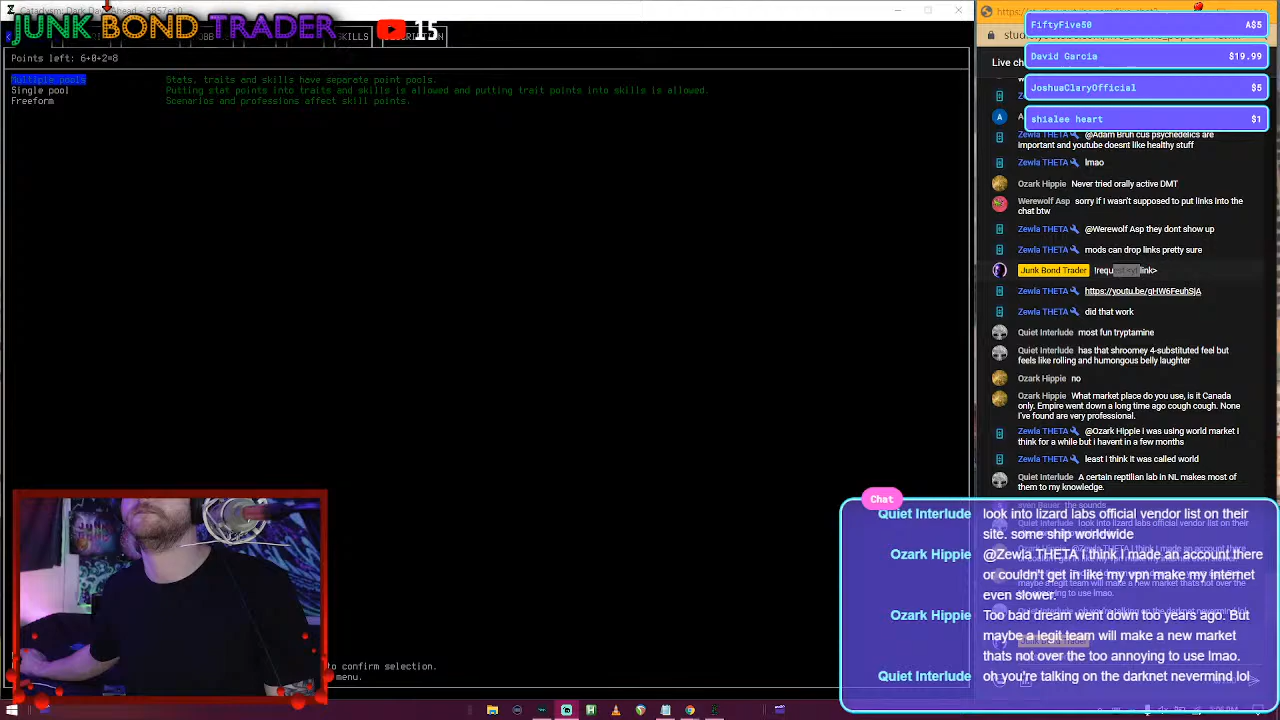 Cataclysm: Dark Days Ahead - 5857e10
JUNK BOND TRADER
15
SKILLS
Points left: 6+0+2=8
Multiple pools Stats, traits and skills have separate point pools.
Single pool Putting stat points into traits and skills is allowed and putting trait points into skills is allowed.
Freeform Scenarios and professions affect skill points.
to confirm selection.
menu.
FiftyFive50 A$5
David Garcia $19.99
JoshuaClaryOfficial $5
shialee heart $1
Live ch
Zewla THETA @Adam Bruh cus psychedelics are
important and youtube doesnt like healthy stuff
Zewla THETA lmao
Ozark Hippie Never tried orally active DMT
Werewolf Asp sorry if I wasn't supposed to put links into the
chat btw
Zewla THETA @Werewolf Asp they dont show up
Zewla THETA mods can drop links pretty sure
Junk Bond Trader !request <yt link>
Zewla THETA https://youtu.be/gHW6FeuhSjA
Zewla THETA did that work
Quiet Interlude most fun tryptamine
Quiet Interlude has that shroomey 4-substituted feel but
feels like rolling and humongous belly laughter
Ozark Hippie no
Ozark Hippie What market place do you use, is it Canada
only. Empire went down a long time ago cough cough. None
I've found are very professional.
Zewla THETA @Ozark Hippie I was using world market I
think for a while but i havent in a few months
Zewla THETA least I think it was called world
Quiet Interlude A certain reptilian lab in NL makes most of
them to my knowledge.
Chat
Quiet Interlude look into lizard labs official vendor list on their
site. some ship worldwide
Ozark Hippie @Zewla THETA I think I made an account there
or couldn't get in like my vpn make my internet
even slower.
Ozark Hippie Too bad dream went down too years ago. But
maybe a legit team will make a new market
thats not over the too annoying to use lmao.
Quiet Interlude oh you're talking on the darknet nevermind lol